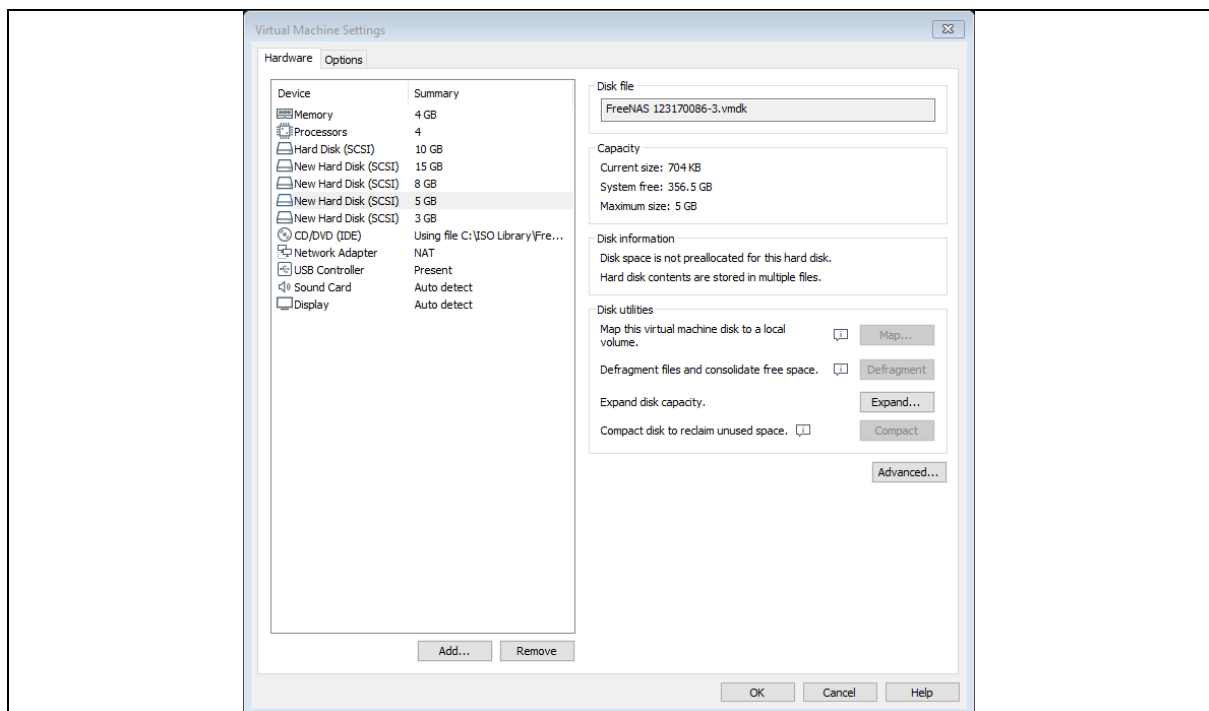 Virtual Machine Settings
Hardware Options
Device Summary
Memory 4 GB
Processors 4
Hard Disk (SCSI) 10 GB
New Hard Disk (SCSI) 15 GB
New Hard Disk (SCSI) 8 GB
New Hard Disk (SCSI) 5 GB
New Hard Disk (SCSI) 3 GB
CD/DVD (IDE) Using file C:\ISO Library\Fre...
Network Adapter NAT
USB Controller Present
Sound Card Auto detect
Display Auto detect
Add... Remove
Disk file
FreeNAS 123170086-3.vmdk
Capacity
Current size: 704 KB
System free: 356.5 GB
Maximum size: 5 GB
Disk information
Disk space is not preallocated for this hard disk.
Hard disk contents are stored in multiple files.
Disk utilities
Map this virtual machine disk to a local
volume.
Map...
Defragment files and consolidate free space. Defragment
Expand disk capacity. Expand...
Compact disk to reclaim unused space. Compact
Advanced...
OK Cancel Help